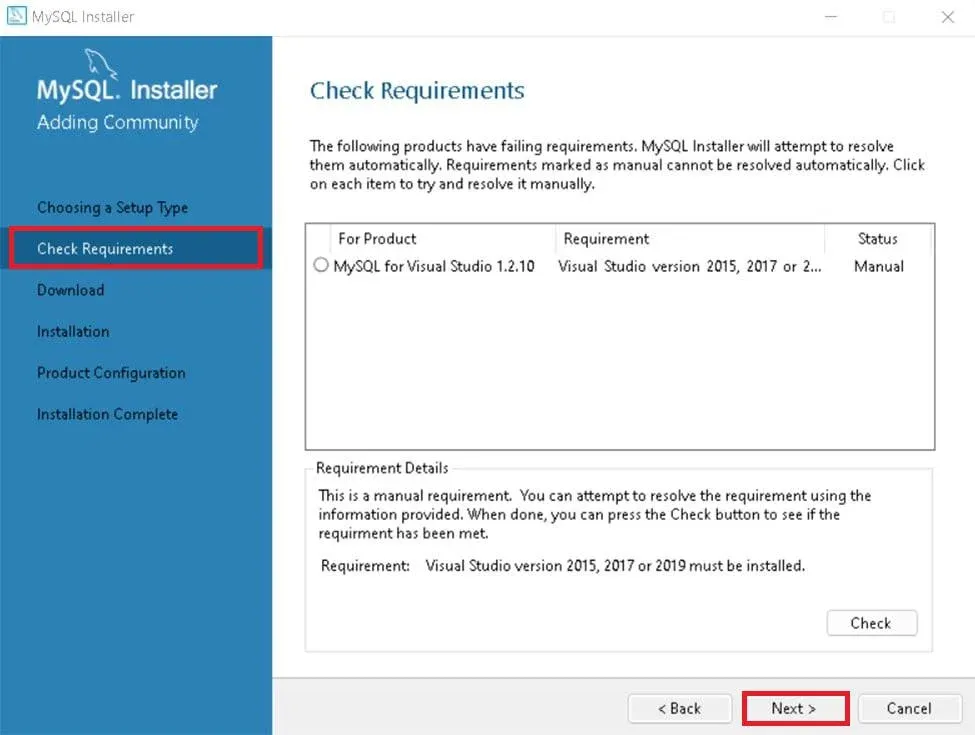 MySQL Installer
MySQL. Installer
Adding Community
Choosing a Setup Type
Check Requirements
Download
Installation
Product Configuration
Installation Complete
Check Requirements
The following products have failing requirements. MySQL Installer will attempt to resolve
them automatically. Requirements marked as manual cannot be resolved automatically. Click
on each item to try and resolve it manually.
For Product Requirement Status
MySQL for Visual Studio 1.2.10 Visual Studio version 2015, 2017 or 2... Manual
Requirement Details
This is a manual requirement. You can attempt to resolve the requirement using the
information provided. When done, you can press the Check button to see if the
requirment has been met.
Requirement: Visual Studio version 2015, 2017 or 2019 must be installed.
Check
< Back Next > Cancel